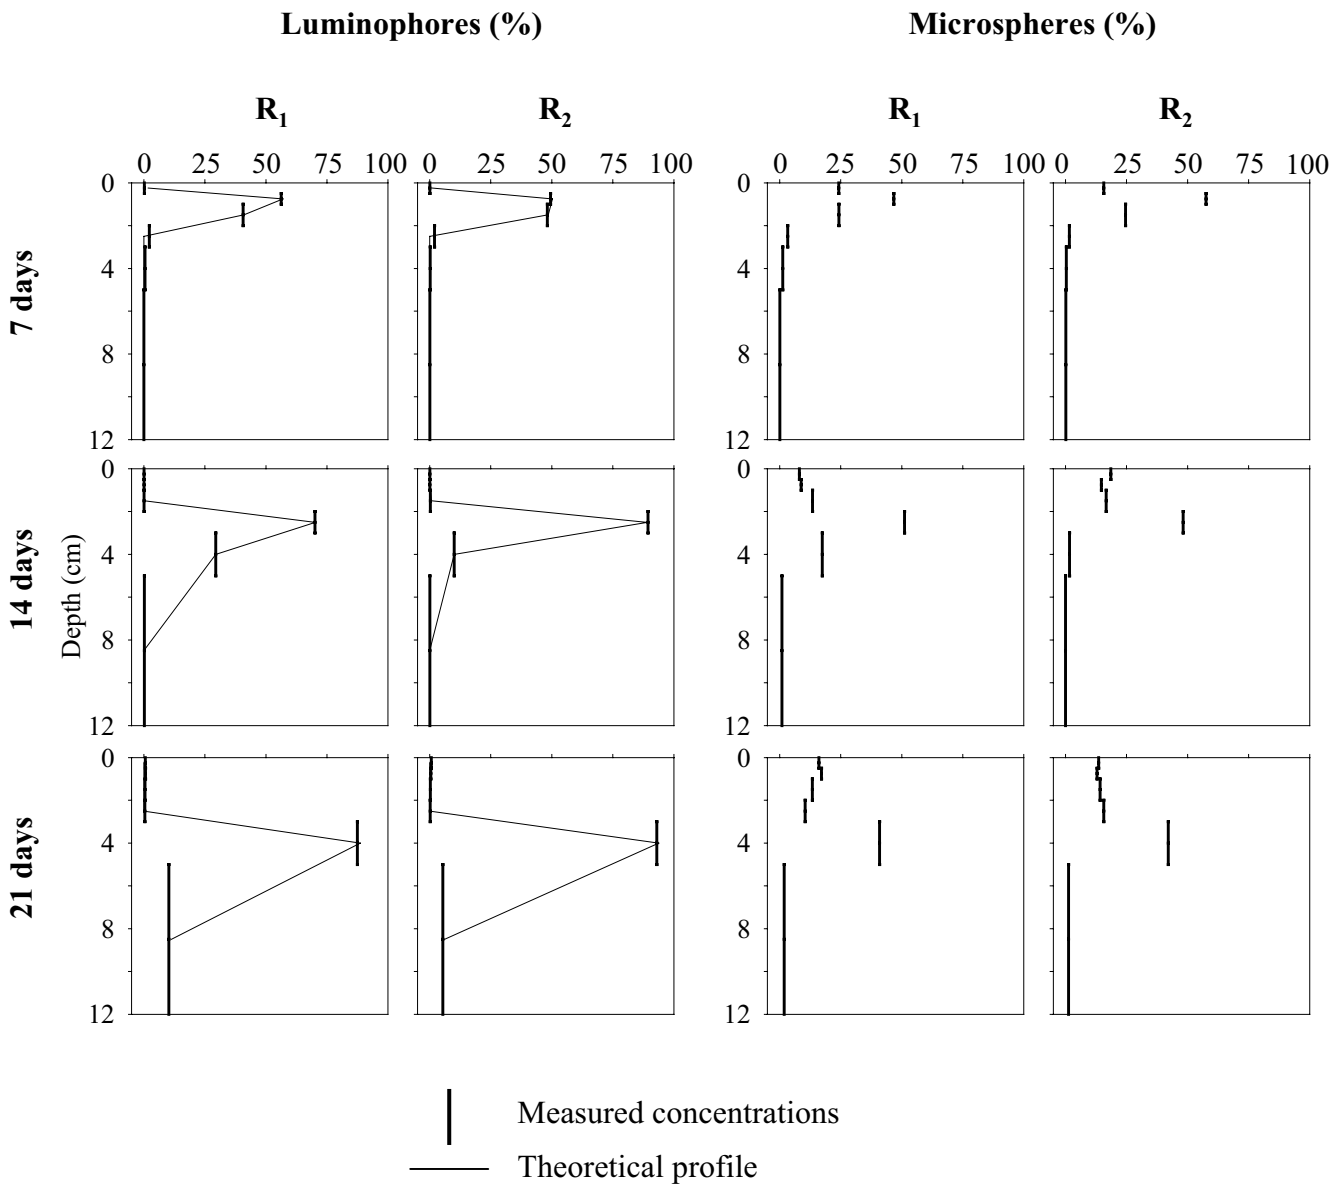 Luminophores (%) Microspheres (%)
R1 R2 R1 R2
0 25 50 75 100 0 25 50 75 100 0 25 50 75 100 0 25 50 75 100
0
4
8
12
7 days
0
4
8
12
14 days
Depth (cm)
0
4
8
12
21 days
0
4
8
12
0
4
8
12
0
4
8
12
Measured concentrations
Theoretical profile